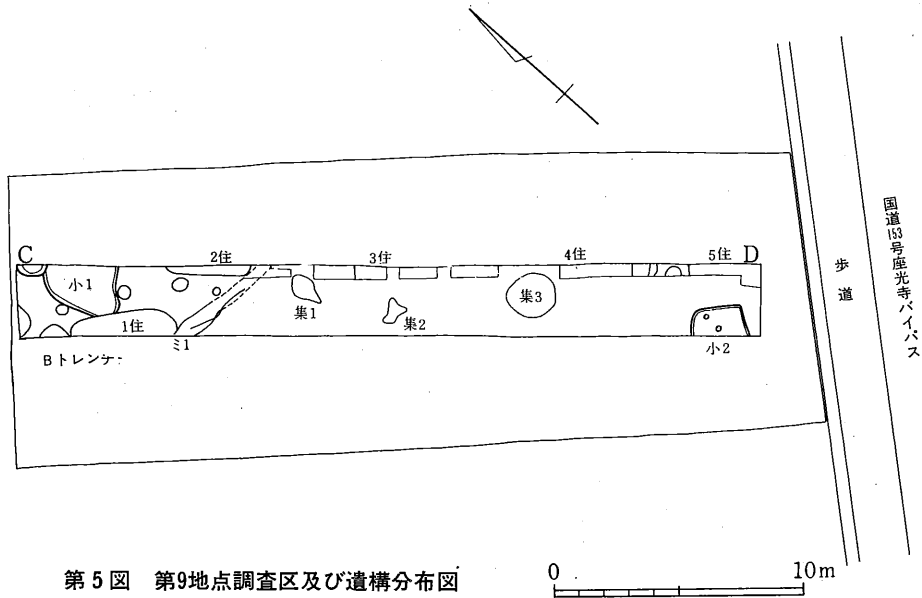 C
2住
3住
4住
5住
D
小1
1住
ミ1
集1
集2
集3
小2
Bトレンチ
歩道
国道153号座光寺バイパス
第5図 第9地点調査区及び遺構分布図
0
10m